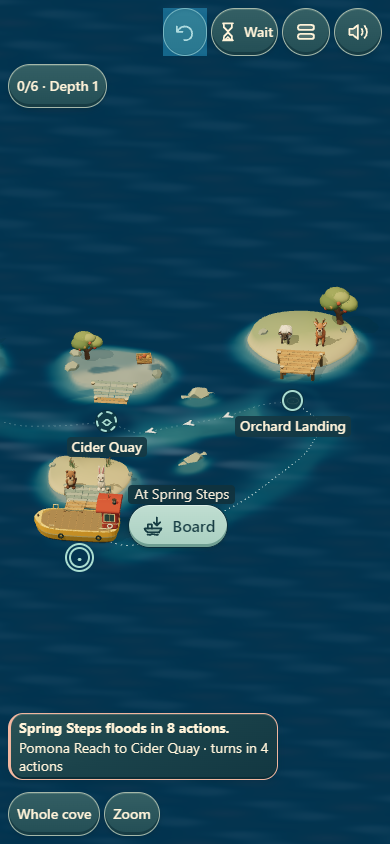 Wait
0/6 · Depth 1
Orchard Landing
Cider Quay
At Spring Steps
Board
Spring Steps floods in 8 actions.
Pomona Reach to Cider Quay · turns in 4
actions
Whole cove
Zoom